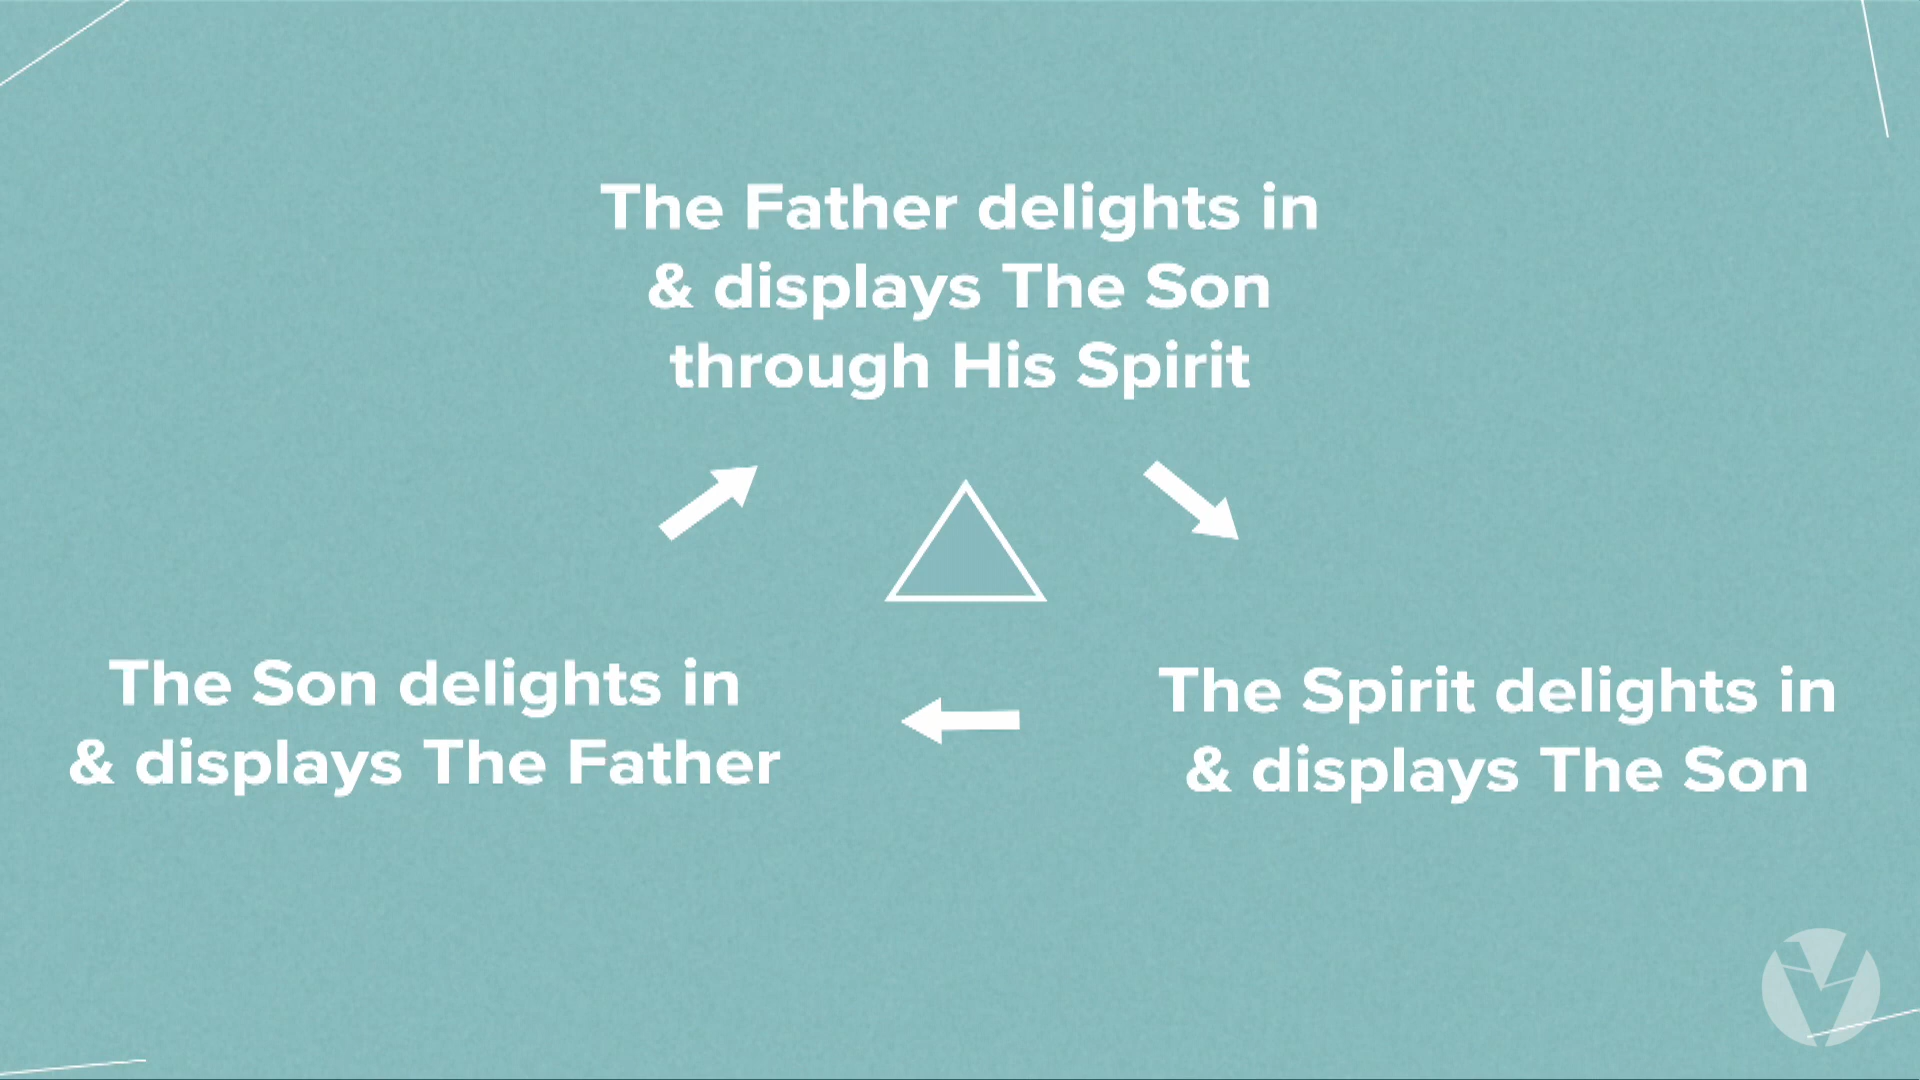 The Father delights in
& displays The Son
through His Spirit
The Son delights in
& displays The Father
The Spirit delights in
& displays The Son